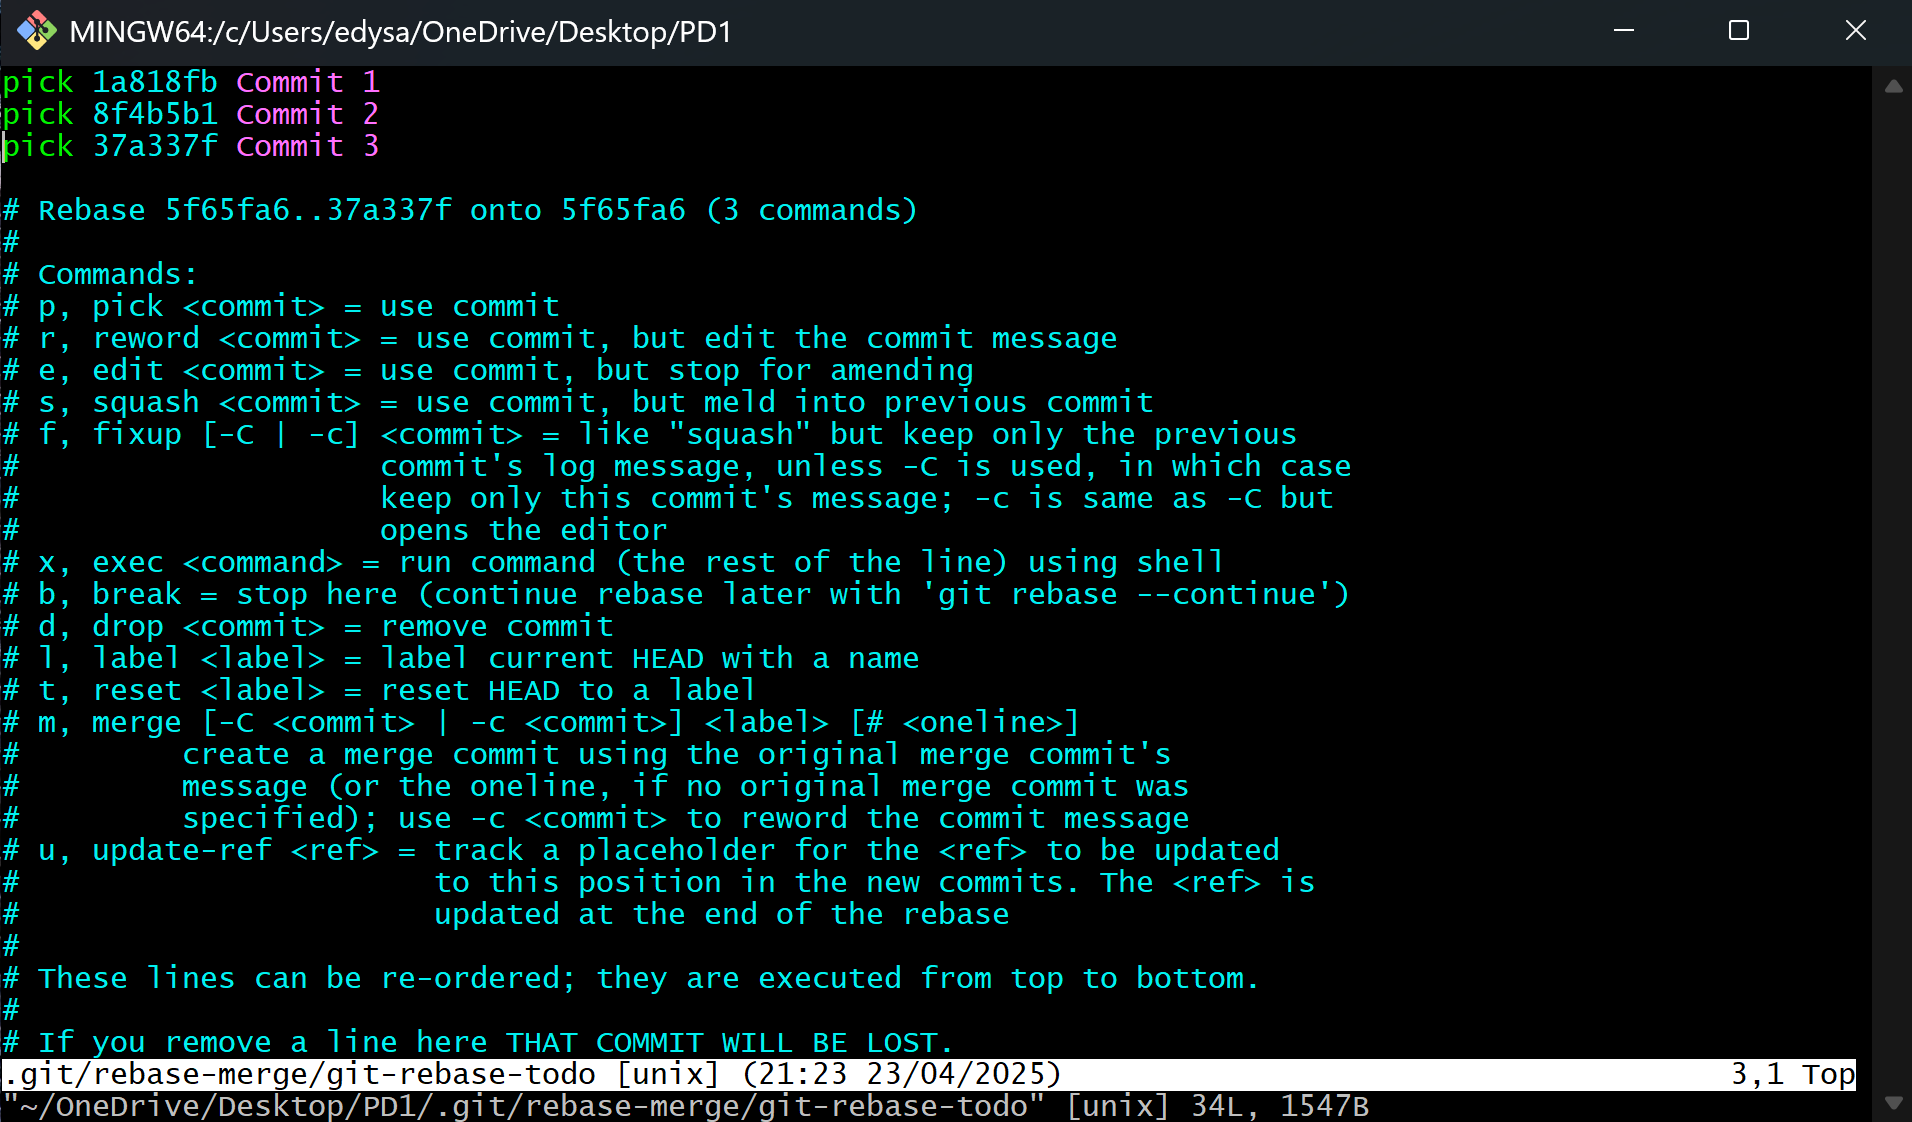 MINGW64:/c/Users/edysa/OneDrive/Desktop/PD1
pick 1a818fb Commit 1
pick 8f4b5b1 Commit 2
pick 37a337f Commit 3
# Rebase 5f65fa6..37a337f onto 5f65fa6 (3 commands)
#
# Commands:
# p, pick <commit> = use commit
# r, reword <commit> = use commit, but edit the commit message
# e, edit <commit> = use commit, but stop for amending
# s, squash <commit> = use commit, but meld into previous commit
# f, fixup [-C | -c] <commit> = like "squash" but keep only the previous
#                    commit's log message, unless -C is used, in which case
#                    keep only this commit's message; -c is same as -C but
#                    opens the editor
# x, exec <command> = run command (the rest of the line) using shell
# b, break = stop here (continue rebase later with 'git rebase --continue')
# d, drop <commit> = remove commit
# l, label <label> = label current HEAD with a name
# t, reset <label> = reset HEAD to a label
# m, merge [-C <commit> | -c <commit>] <label> [# <oneline>]
#         create a merge commit using the original merge commit's
#         message (or the oneline, if no original merge commit was
#         specified); use -c <commit> to reword the commit message
# u, update-ref <ref> = track a placeholder for the <ref> to be updated
#                       to this position in the new commits. The <ref> is
#                       updated at the end of the rebase
#
# These lines can be re-ordered; they are executed from top to bottom.
#
# If you remove a line here THAT COMMIT WILL BE LOST.
.git/rebase-merge/git-rebase-todo [unix] (21:23 23/04/2025) 3,1 Top
"~/OneDrive/Desktop/PD1/.git/rebase-merge/git-rebase-todo" [unix] 34L, 1547B